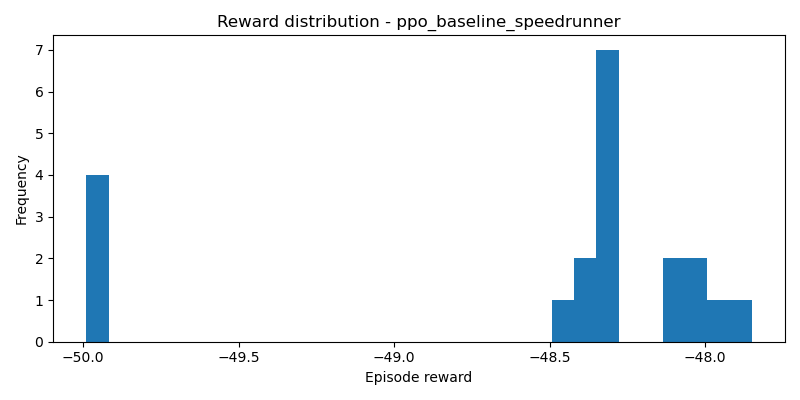 Reward distribution - ppo_baseline_speedrunner
7
6
5
4
3
2
1
0
Frequency
−50.0 −49.5 −49.0 −48.5 −48.0
Episode reward